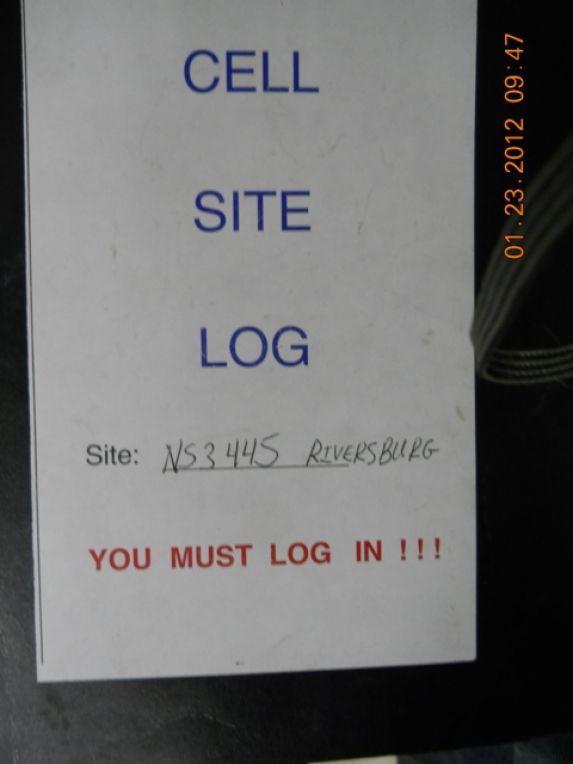 CELL
SITE
LOG
Site: NS3445 RIVERSBURG
YOU MUST LOG IN !!!
01.23.2012 09:47